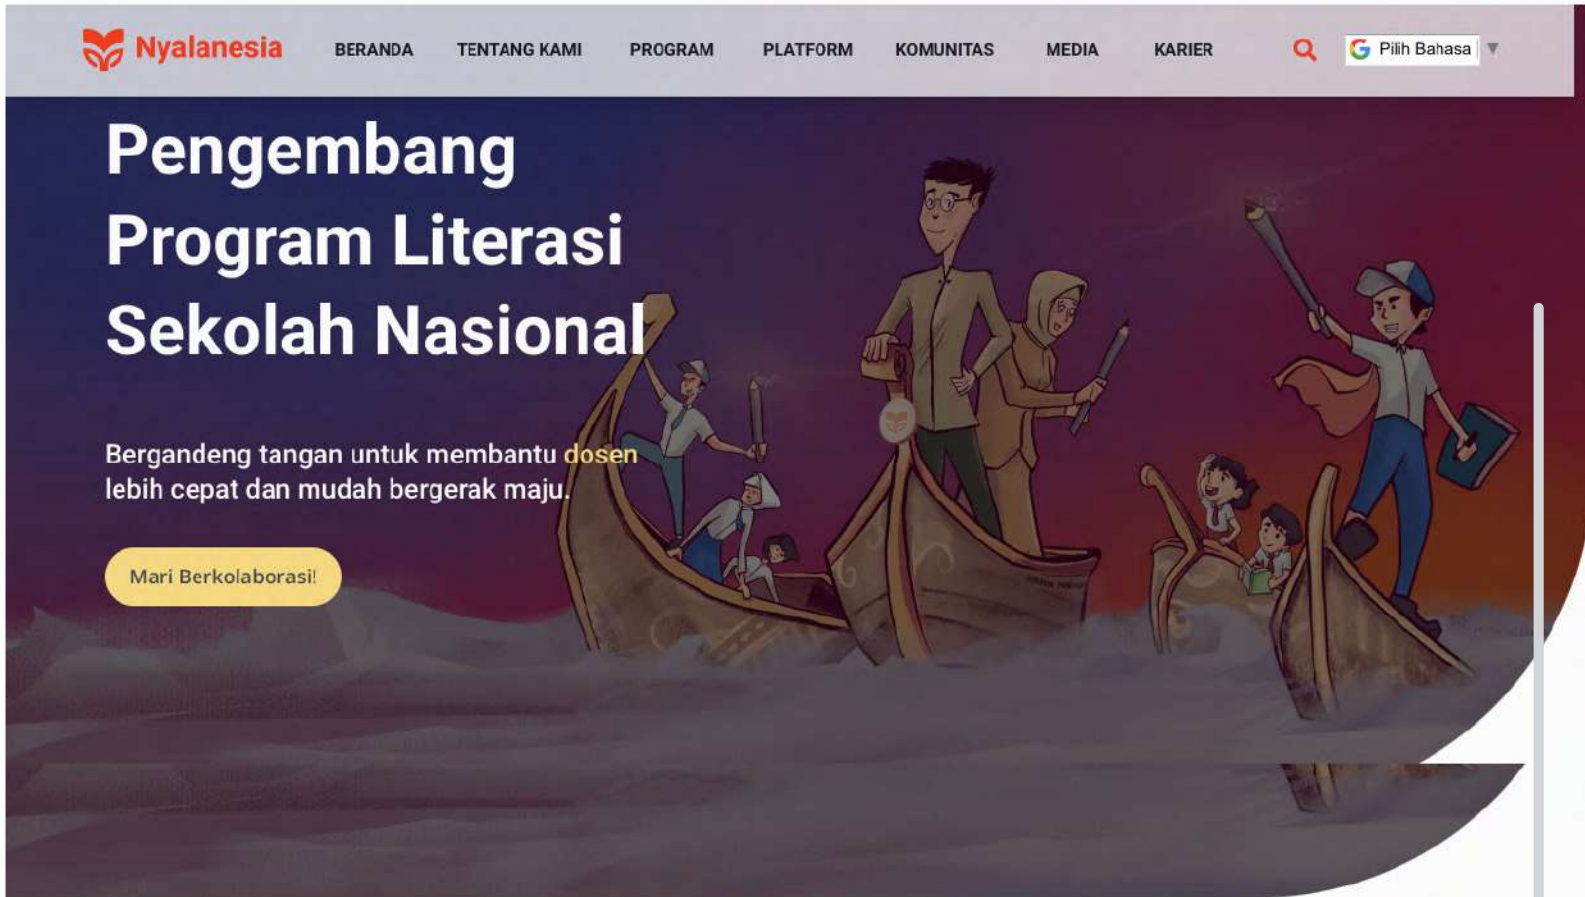 Nyalanesia
BERANDA
TENTANG KAMI
PROGRAM
PLATFORM
KOMUNITAS
MEDIA
KARIER
Pilih Bahasa
Pengembang
Program Literasi
Sekolah Nasional
Bergandeng tangan untuk membantu dosen
lebih cepat dan mudah bergerak maju.
Mari Berkolaborasi!